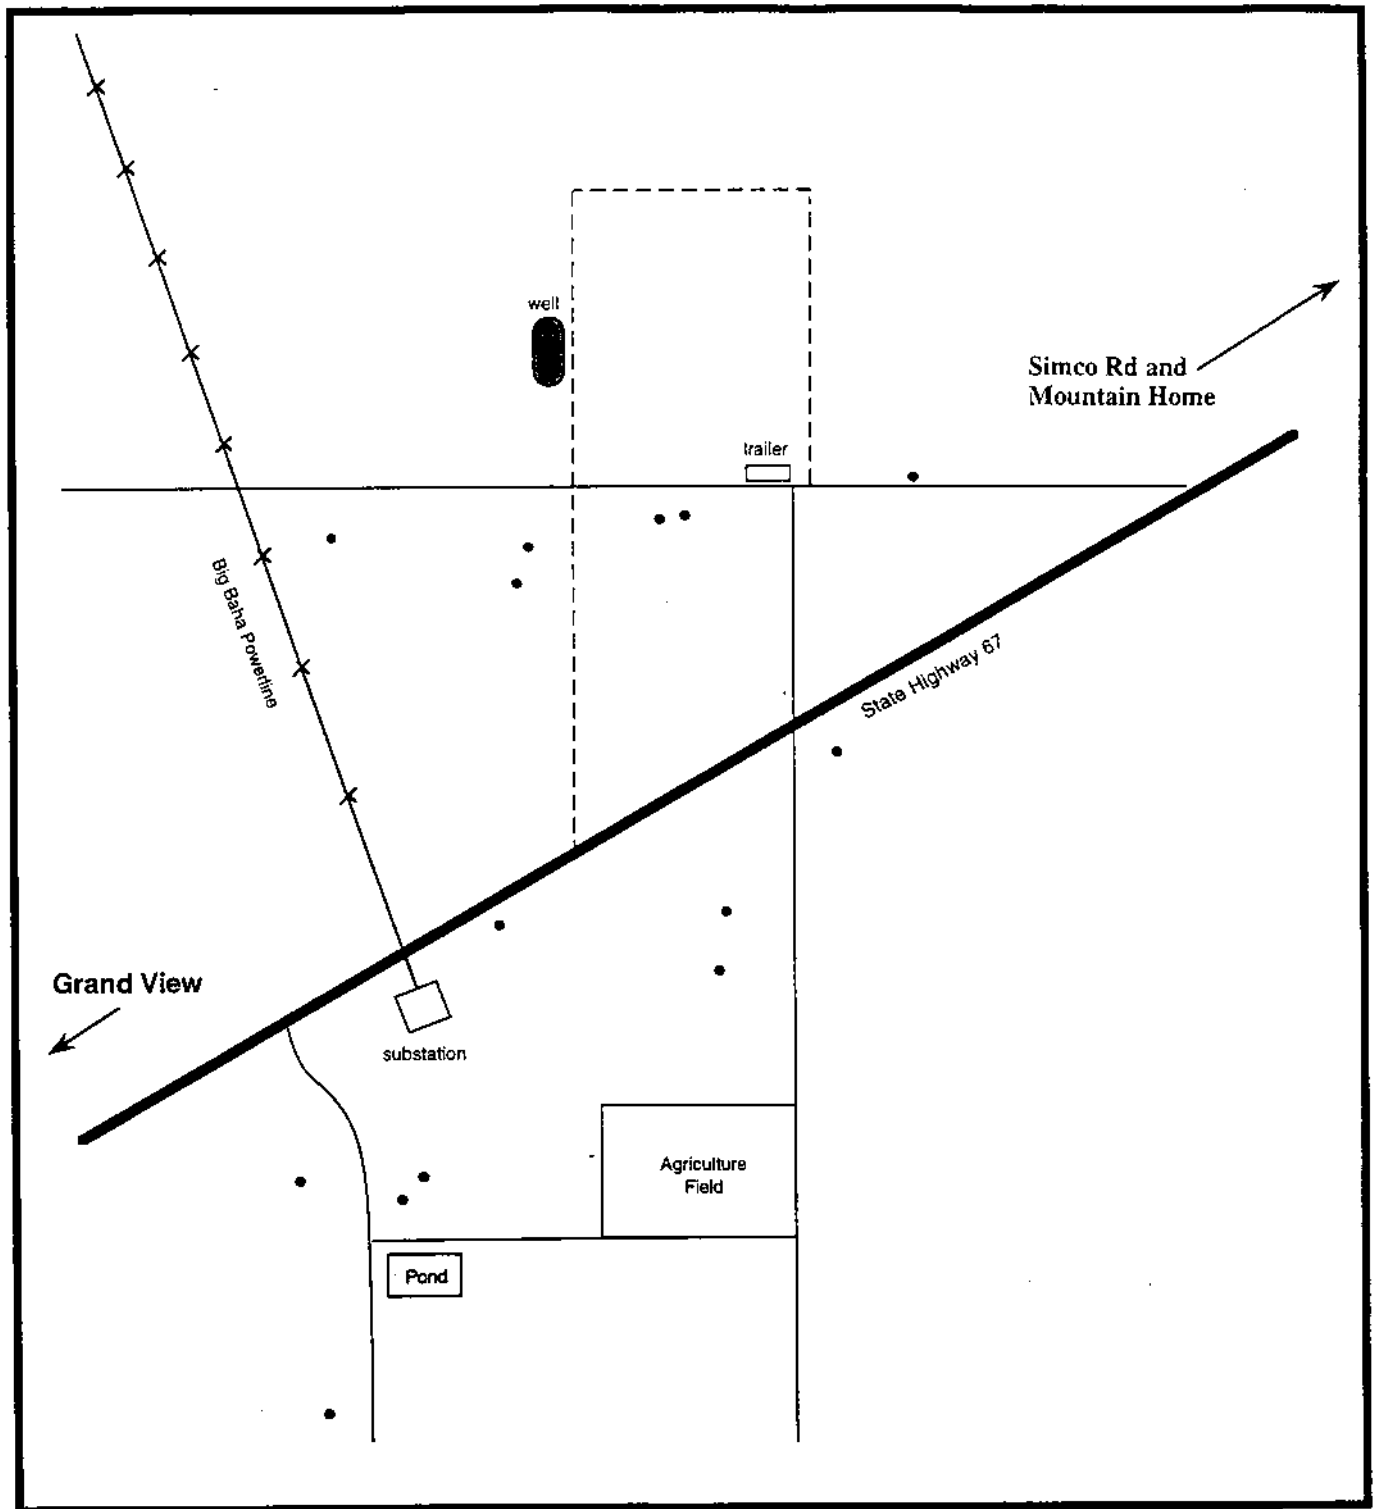 well
Simco Rd and
Mountain Home
trailer
Big Baha Powerline
State Highway 67
Grand View
substation
Agriculture
Field
Pond